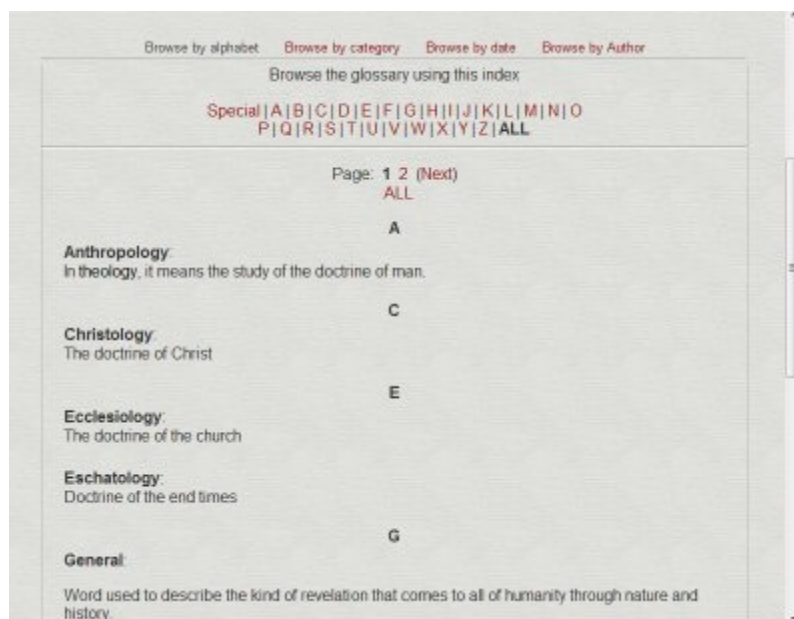 Browse by alphabet Browse by category Browse by date Browse by Author
Browse the glossary using this index
Special | A | B | C | D | E | F | G | H | I | J | K | L | M | N | O
P | Q | R | S | T | U | V | W | X | Y | Z | ALL
Page: 1 2 (Next)
ALL
A
Anthropology:
In theology, it means the study of the doctrine of man.
C
Christology:
The doctrine of Christ
E
Ecclesiology:
The doctrine of the church
Eschatology:
Doctrine of the end times
G
General:
Word used to describe the kind of revelation that comes to all of humanity through nature and
history.